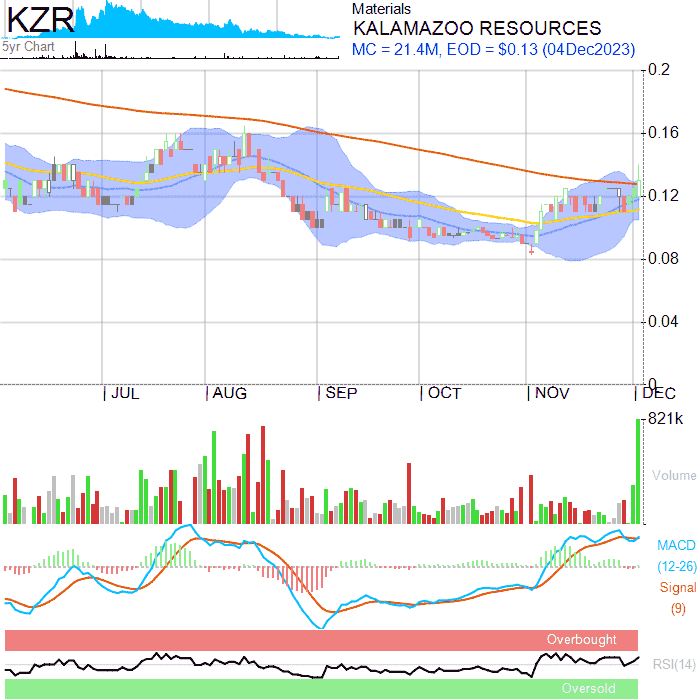 KZR
5yr Chart
Materials
KALAMAZOO RESOURCES
MC = 21.4M, EOD = $0.13 (04Dec2023)
0.2
0.16
0.12
0.08
0.04
0
JUL AUG SEP OCT NOV DEC
821k
Volume
MACD
(12-26)
Signal
(9)
Overbought
RSI(14)
Oversold